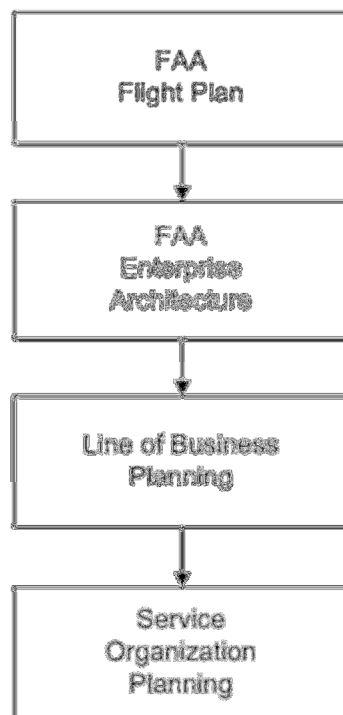 FAA
Flight Plan
FAA
Enterprise
Architecture
Line of Business
Planning
Service
Organization
Planning